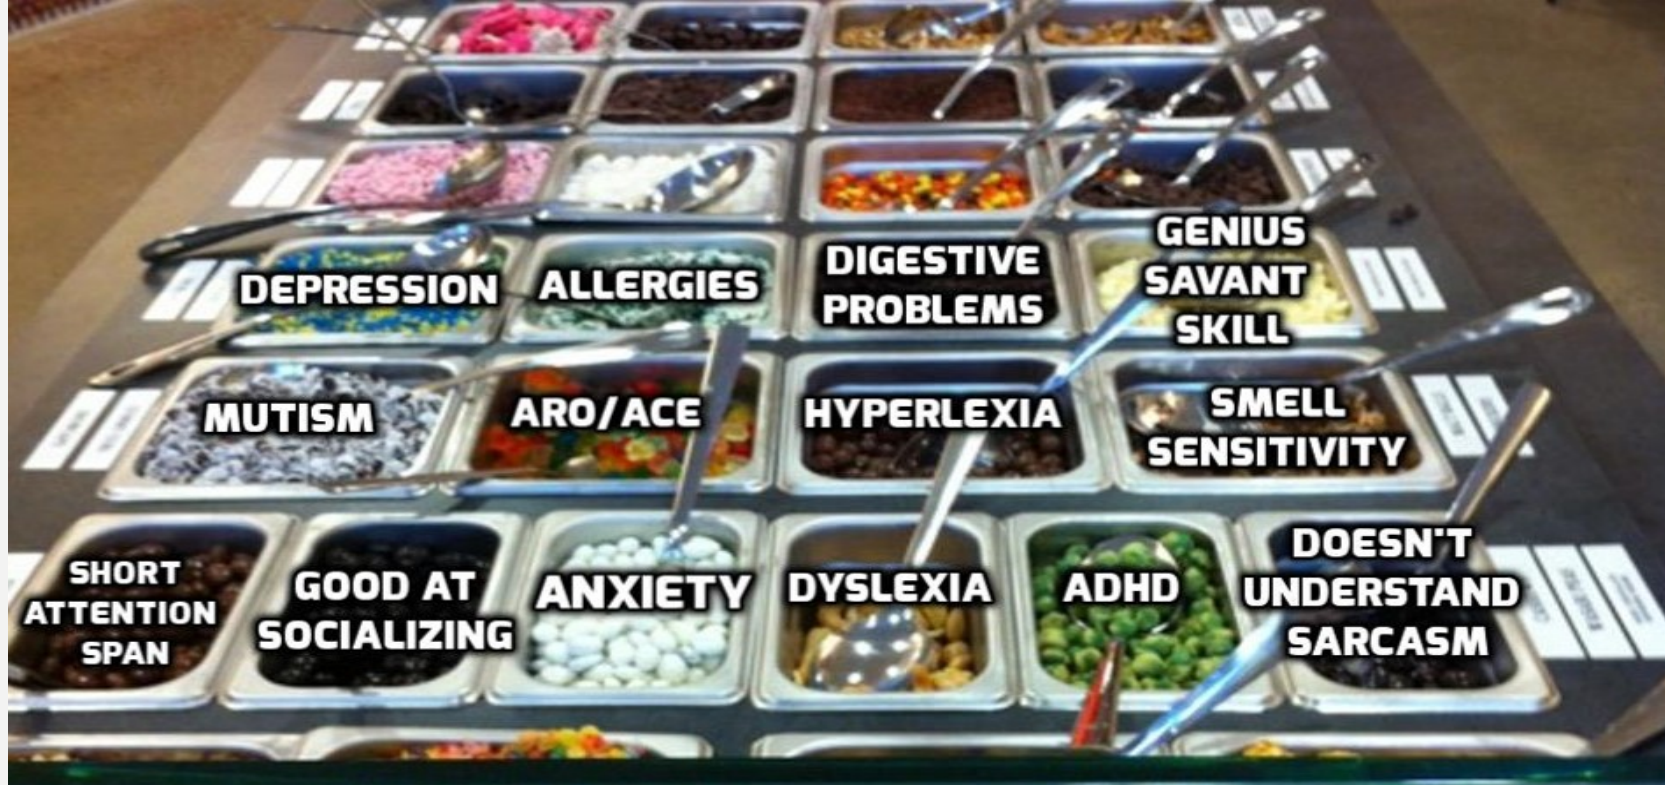 DEPRESSION
ALLERGIES
DIGESTIVE
PROBLEMS
GENIUS
SAVANT
SKILL
MUTISM
ARO/ACE
HYPERLEXIA
SMELL
SENSITIVITY
SHORT
ATTENTION
SPAN
GOOD AT
SOCIALIZING
ANXIETY
DYSLEXIA
ADHD
DOESN'T
UNDERSTAND
SARCASM